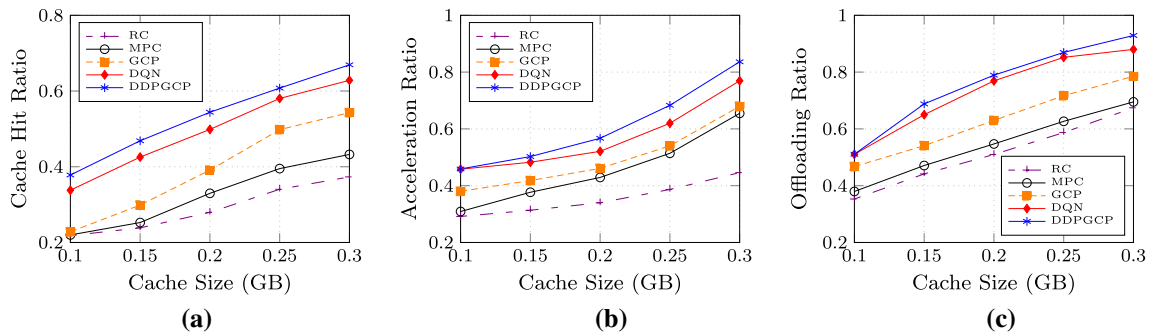 0.8
0.6
0.4
0.2
0.1
0.15
0.2
0.25
0.3
Cache Hit Ratio
Cache Size (GB)
RC
MPC
GCP
DQN
DDPGCP
(a)
1
0.8
0.6
0.4
0.2
0.1
0.15
0.2
0.25
0.3
Acceleration Ratio
Cache Size (GB)
RC
MPC
GCP
DQN
DDPGCP
(b)
1
0.8
0.6
0.4
0.2
0.1
0.15
0.2
0.25
0.3
Offloading Ratio
Cache Size (GB)
RC
MPC
GCP
DQN
DDPGCP
(c)